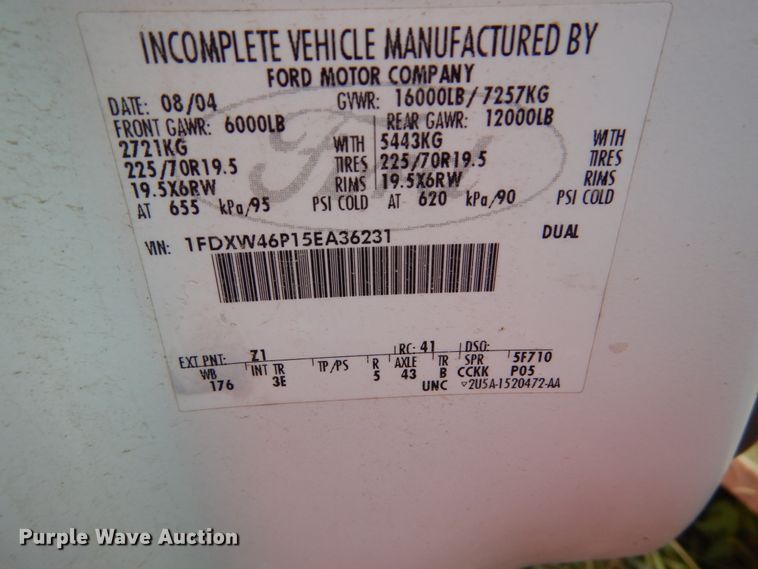 INCOMPLETE VEHICLE MANUFACTURED BY
FORD MOTOR COMPANY
DATE: 08/04 GVWR: 16000LB/ 7257KG
FRONT GAWR: 6000LB REAR GAWR: 12000LB
2721KG WITH 5443KG WITH
225/70R19.5 TIRES 225/70R19.5 TIRES
19.5X6RW RIMS 19.5X6RW RIMS
AT 655 kPa/95 PSI COLD AT 620 kPa/90 PSI COLD
VIN: 1FDXW46P15EA36231 DUAL
Ford
EXT PNT: Z1 RC: 41 DSO:
WB INT TR TP/PS R AXLE TR SPR 5F710
176 3E 5 43 B CCKK P05
UNC 2U5A-1520472-AA
Purple Wave Auction